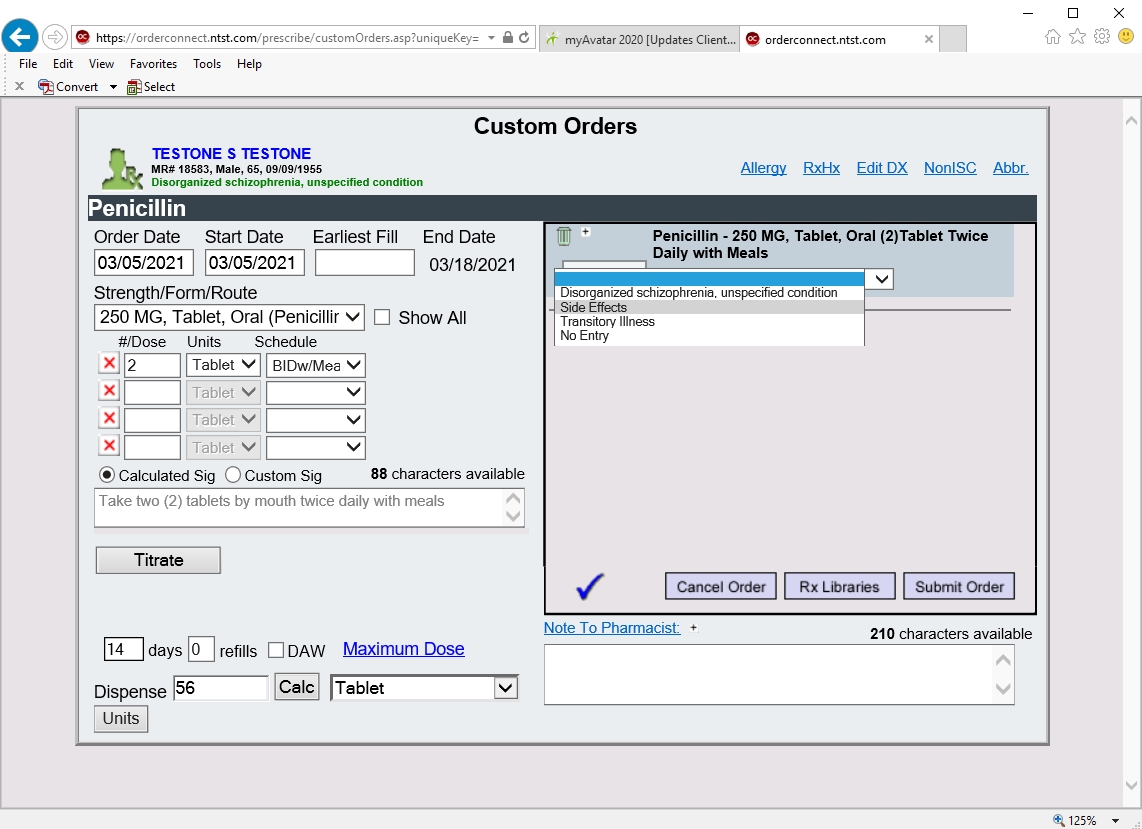 https://orderconnect.ntst.com/prescribe/customOrders.asp?uniqueKey=
myAvatar 2020 [Updates Client...
orderconnect.ntst.com
File Edit View Favorites Tools Help
Convert Select
Custom Orders
TESTONE S TESTONE
MR# 18583, Male, 65, 09/09/1955
Disorganized schizophrenia, unspecified condition
Allergy RxHx Edit DX NonISC Abbr.
Penicillin
Order Date Start Date Earliest Fill End Date
03/05/2021 03/05/2021 03/18/2021
Strength/Form/Route
250 MG, Tablet, Oral (Penicillir Show All
#/Dose Units Schedule
2 Tablet BIDw/Mea
Tablet
Tablet
Tablet
Calculated Sig Custom Sig 88 characters available
Take two (2) tablets by mouth twice daily with meals
Titrate
14 days 0 refills DAW Maximum Dose
Dispense 56 Calc Tablet
Units
Penicillin - 250 MG, Tablet, Oral (2)Tablet Twice
Daily with Meals
Disorganized schizophrenia, unspecified condition
Side Effects
Transitory Illness
No Entry
Cancel Order Rx Libraries Submit Order
Note To Pharmacist: +
210 characters available
125%